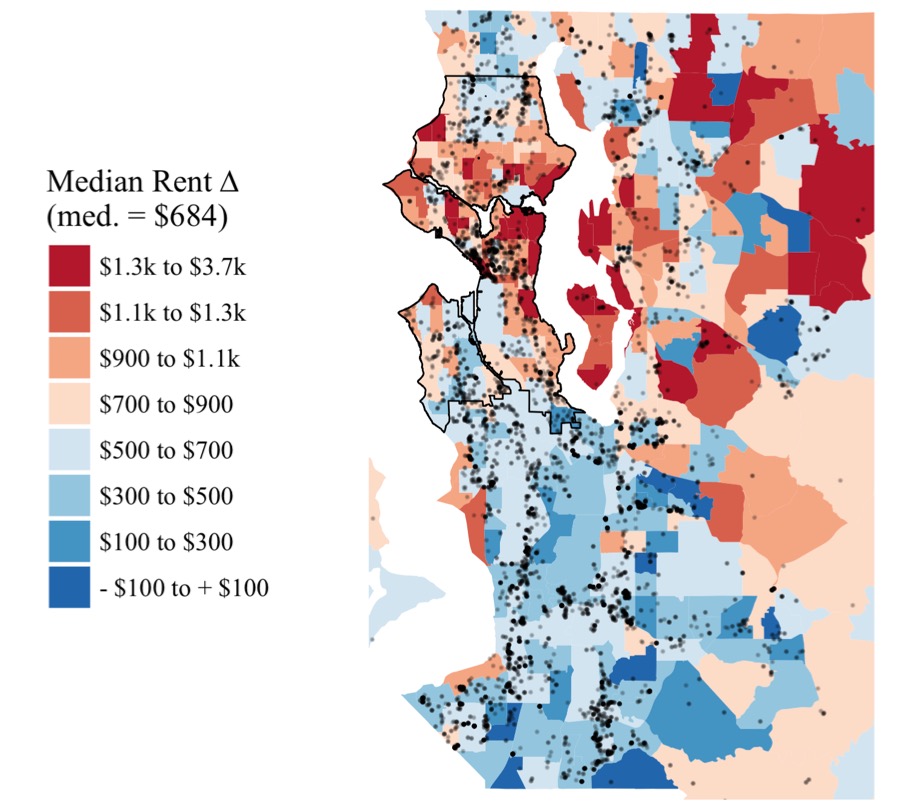 Median Rent Δ
(med. = $684)
$1.3k to $3.7k
$1.1k to $1.3k
$900 to $1.1k
$700 to $900
$500 to $700
$300 to $500
$100 to $300
- $100 to + $100